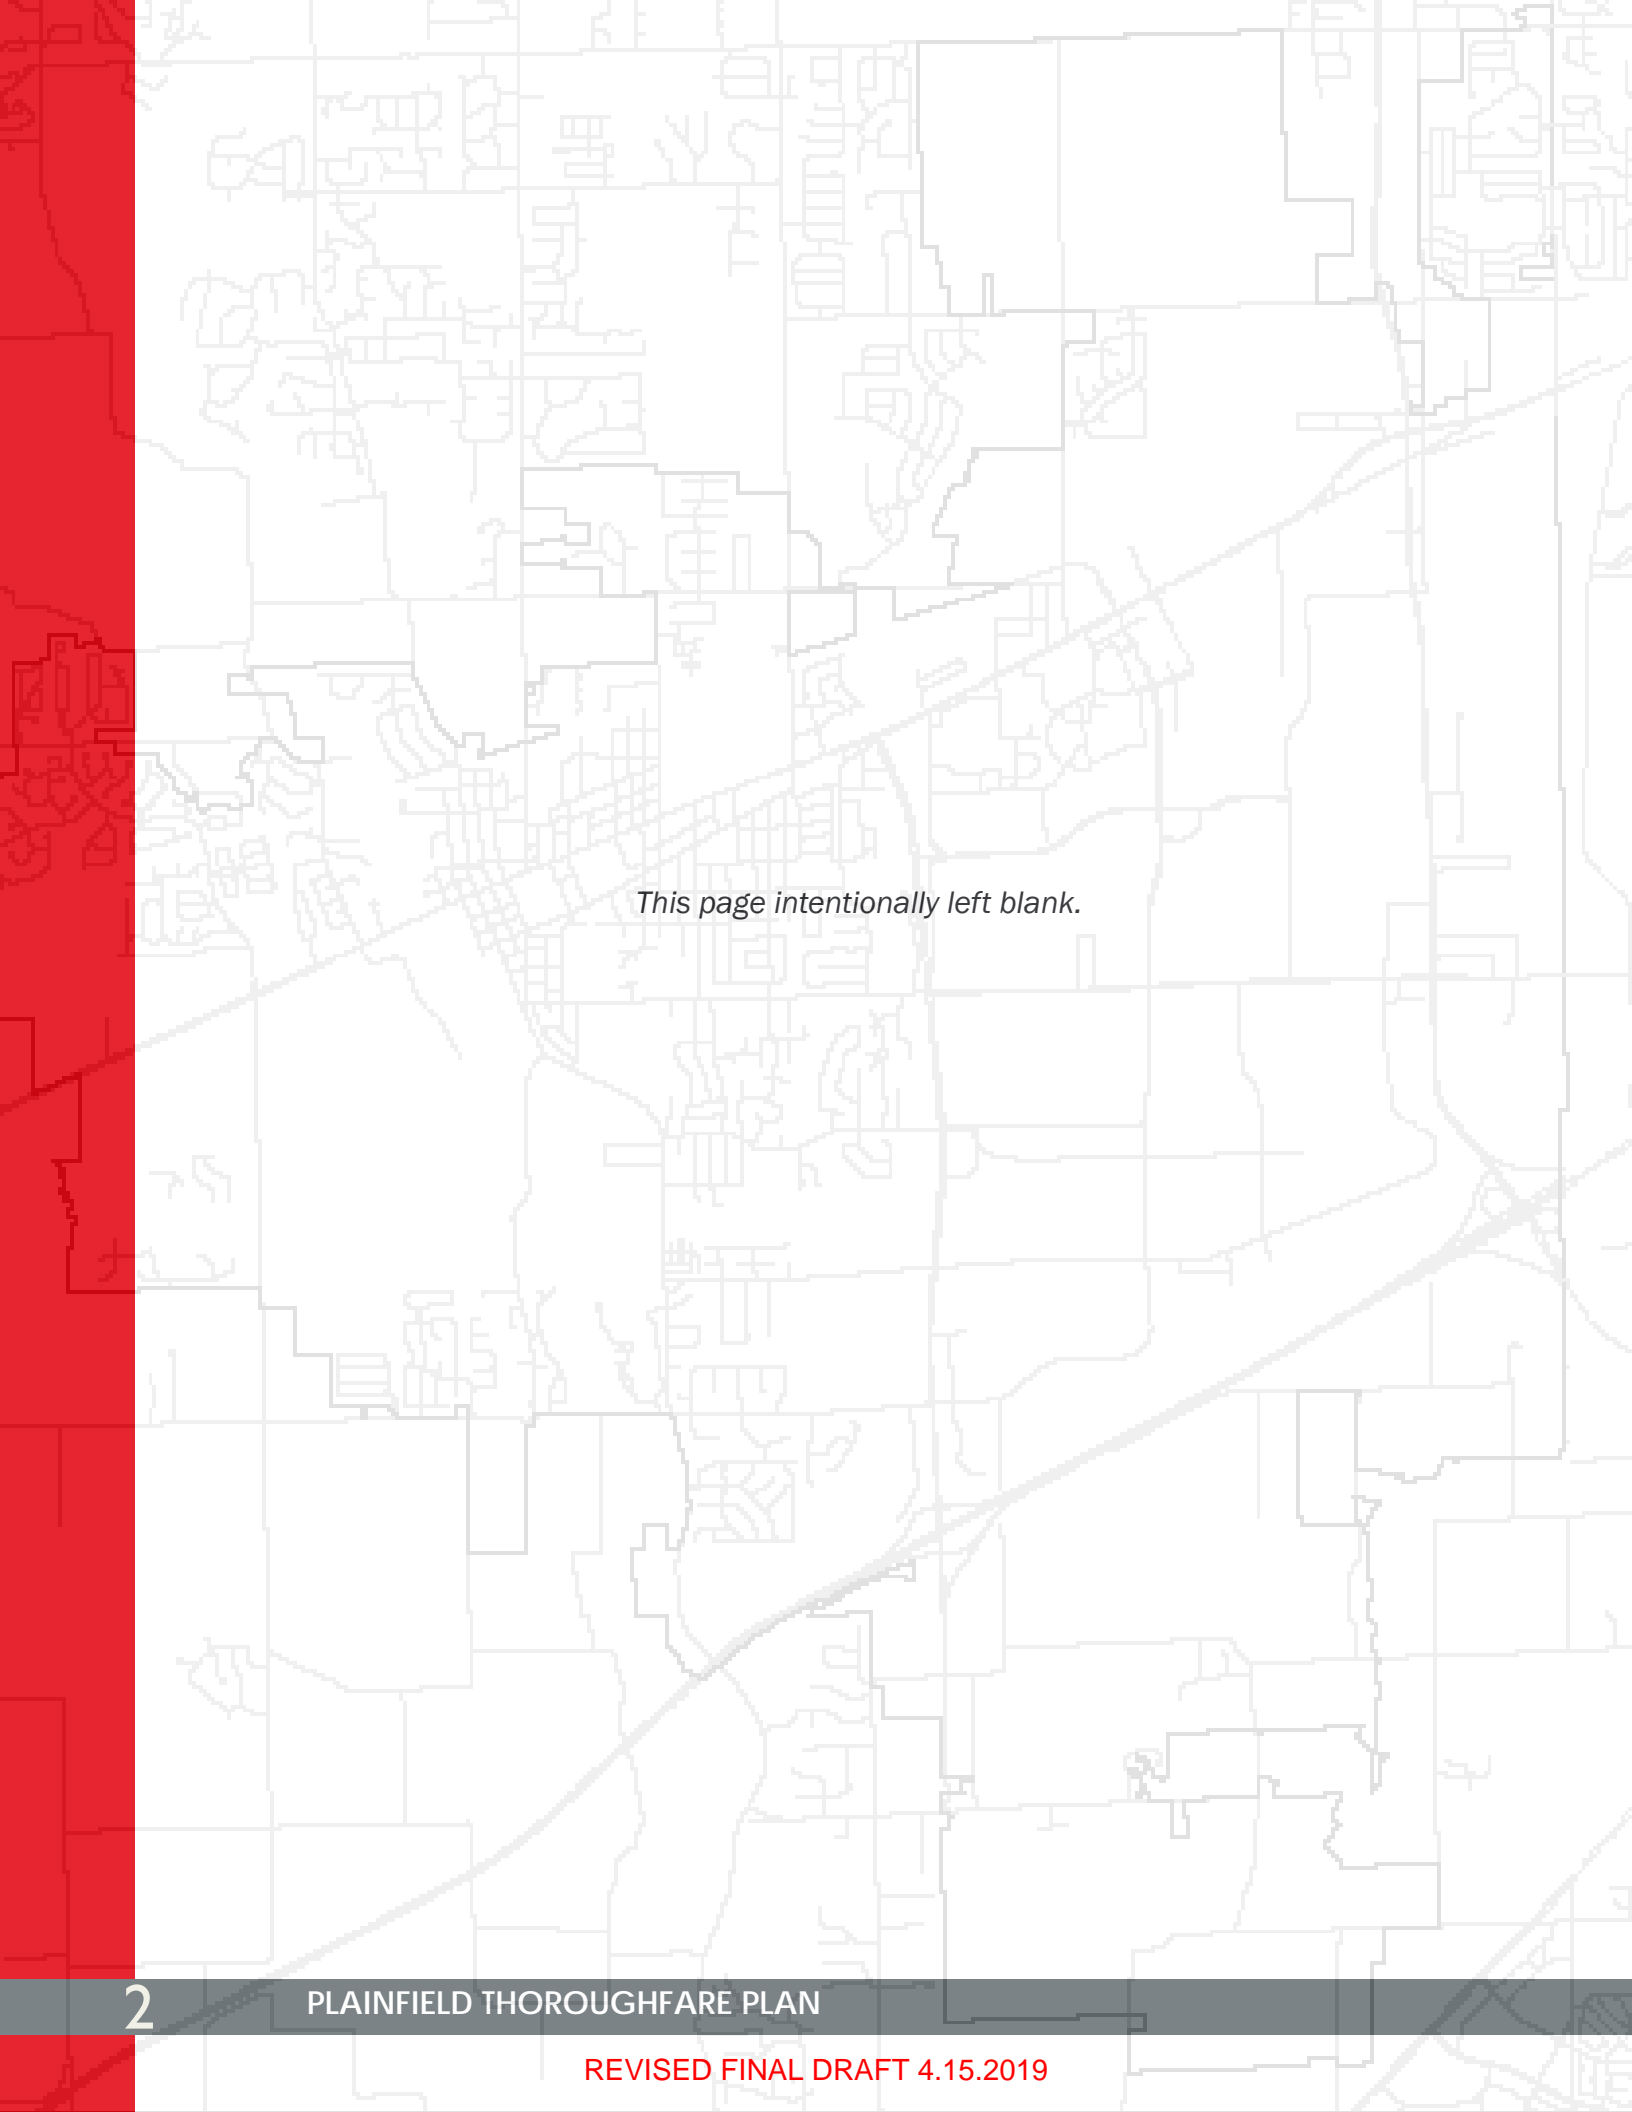 This page intentionally left blank.
2 PLAINFIELD THOROUGHFARE PLAN
REVISED FINAL DRAFT 4.15.2019